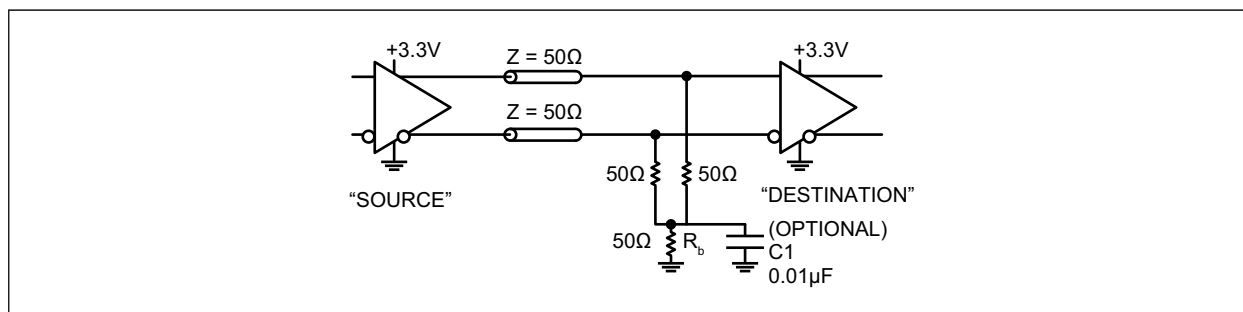 +3.3V
Z = 50Ω
+3.3V
Z = 50Ω
50Ω
50Ω
“SOURCE”
“DESTINATION”
50Ω
Rb
(OPTIONAL)
C1
0.01µF